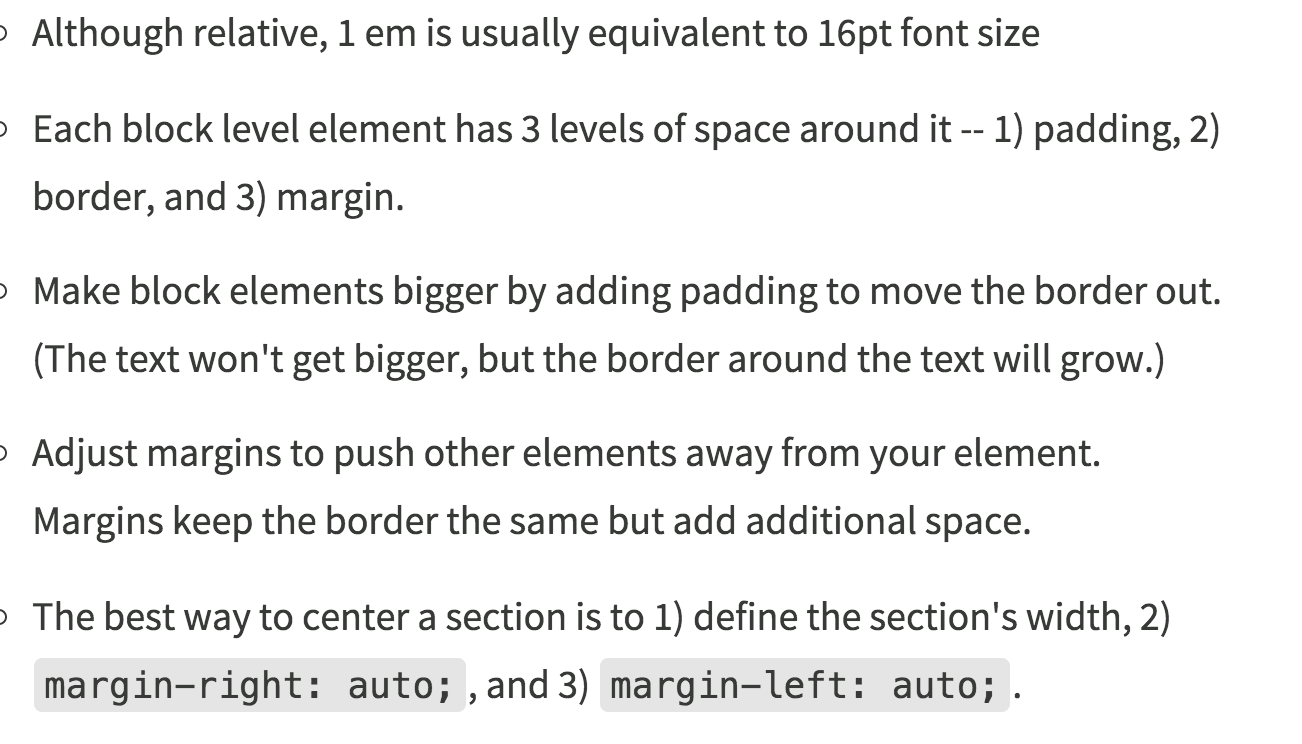 Although relative, 1 em is usually equivalent to 16pt font size
Each block level element has 3 levels of space around it -- 1) padding, 2)
border, and 3) margin.
Make block elements bigger by adding padding to move the border out.
(The text won't get bigger, but the border around the text will grow.)
Adjust margins to push other elements away from your element.
Margins keep the border the same but add additional space.
The best way to center a section is to 1) define the section's width, 2)
margin-right: auto; , and 3) margin-left: auto; .